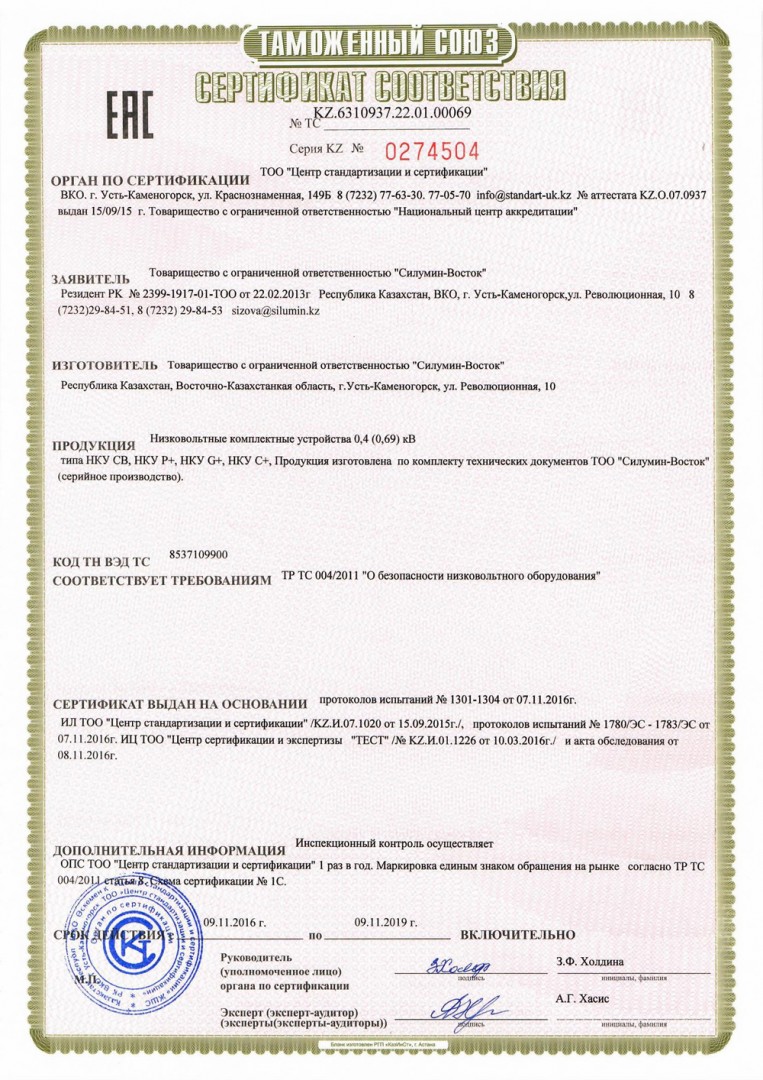 ТАМОЖЕННЫЙ СОЮЗ
СЕРТИФИКАТ СООТВЕТСТВИЯ
ЕАС
№ ТС KZ.6310937.22.01.00069
Серия KZ № 0274504
ОРГАН ПО СЕРТИФИКАЦИИ ТОО "Центр стандартизации и сертификации"
ВКО. г. Усть-Каменогорск, ул. Краснознаменная, 149Б 8 (7232) 77-63-30. 77-05-70 info@standart-uk.kz № аттестата KZ.O.07.0937
выдан 15/09/15 г. Товарищество с ограниченной ответственностью "Национальный центр аккредитации"
ЗАЯВИТЕЛЬ Товарищество с ограниченной ответственностью "Силумин-Восток"
Резидент РК № 2399-1917-01-ТОО от 22.02.2013г Республика Казахстан, ВКО, г. Усть-Каменогорск,ул. Революционная, 10 8
(7232)29-84-51, 8 (7232) 29-84-53 sizova@silumin.kz
ИЗГОТОВИТЕЛЬ Товарищество с ограниченной ответственностью "Силумин-Восток"
Республика Казахстан, Восточно-Казахстанкая область, г.Усть-Каменогорск, ул. Революционная, 10
ПРОДУКЦИЯ Низковольтные комплектные устройства 0,4 (0,69) кВ
типа НКУ СВ, НКУ Р+, НКУ G+, НКУ С+, Продукция изготовлена по комплекту технических документов ТОО "Силумин-Восток"
(серийное производство).
КОД ТН ВЭД ТС 8537109900
СООТВЕТСТВУЕТ ТРЕБОВАНИЯМ ТР ТС 004/2011 "О безопасности низковольтного оборудования"
СЕРТИФИКАТ ВЫДАН НА ОСНОВАНИИ протоколов испытаний № 1301-1304 от 07.11.2016г.
ИЛ ТОО "Центр стандартизации и сертификации" /KZ.И.07.1020 от 15.09.2015г./, протоколов испытаний № 1780/ЭС - 1783/ЭС от
07.11.2016г. ИЦ ТОО "Центр сертификации и экспертизы "ТЕСТ" /№ KZ.И.01.1226 от 10.03.2016г./ и акта обследования от
08.11.2016г.
ДОПОЛНИТЕЛЬНАЯ ИНФОРМАЦИЯ Инспекционный контроль осуществляет
ОПС ТОО "Центр стандартизации и сертификации" 1 раз в год. Маркировка единым знаком обращения на рынке согласно ТР ТС
004/2011 статья 8. Схема сертификации № 1С.
СРОК ДЕЙСТВИЯ с 09.11.2016 г. по 09.11.2019 г. ВКЛЮЧИТЕЛЬНО
М.П.
Руководитель
(уполномоченное лицо)
органа по сертификации
подпись
З.Ф. Холдина
инициалы, фамилия
Эксперт (эксперт-аудитор)
(эксперты(эксперты-аудиторы))
подпись
А.Г. Хасис
инициалы, фамилия
Бланк изготовлен РГП «КазИнСт», г. Астана